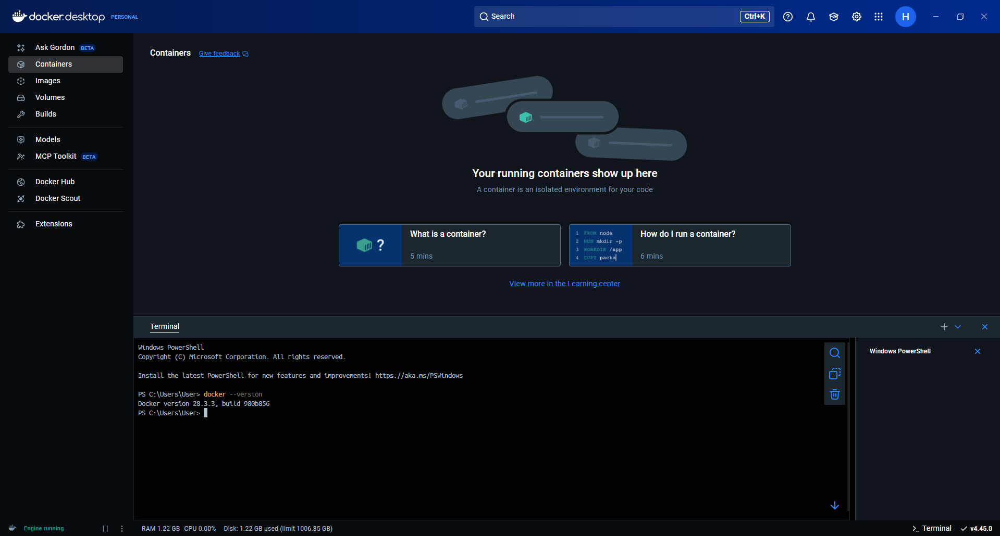 docker.desktop PERSONAL
Search
Ctrl+K
H
Ask Gordon BETA
Containers
Images
Volumes
Builds
Models
MCP Toolkit BETA
Docker Hub
Docker Scout
Extensions
Containers Give feedback
Your running containers show up here
A container is an isolated environment for your code
?
What is a container?
5 mins
1 FROM node
2 RUN mkdir -p
3 WORKDIR /app
4 COPY packa
How do I run a container?
6 mins
View more in the Learning center
Terminal
Windows PowerShell
Copyright (C) Microsoft Corporation. All rights reserved.
Install the latest PowerShell for new features and improvements! https://aka.ms/PSWindows
PS C:\Users\User> docker --version
Docker version 28.3.3, build 980b856
PS C:\Users\User>
Windows PowerShell
Engine running
RAM 1.22 GB CPU 0.00% Disk: 1.22 GB used (limit 1006.85 GB)
Terminal
v4.45.0